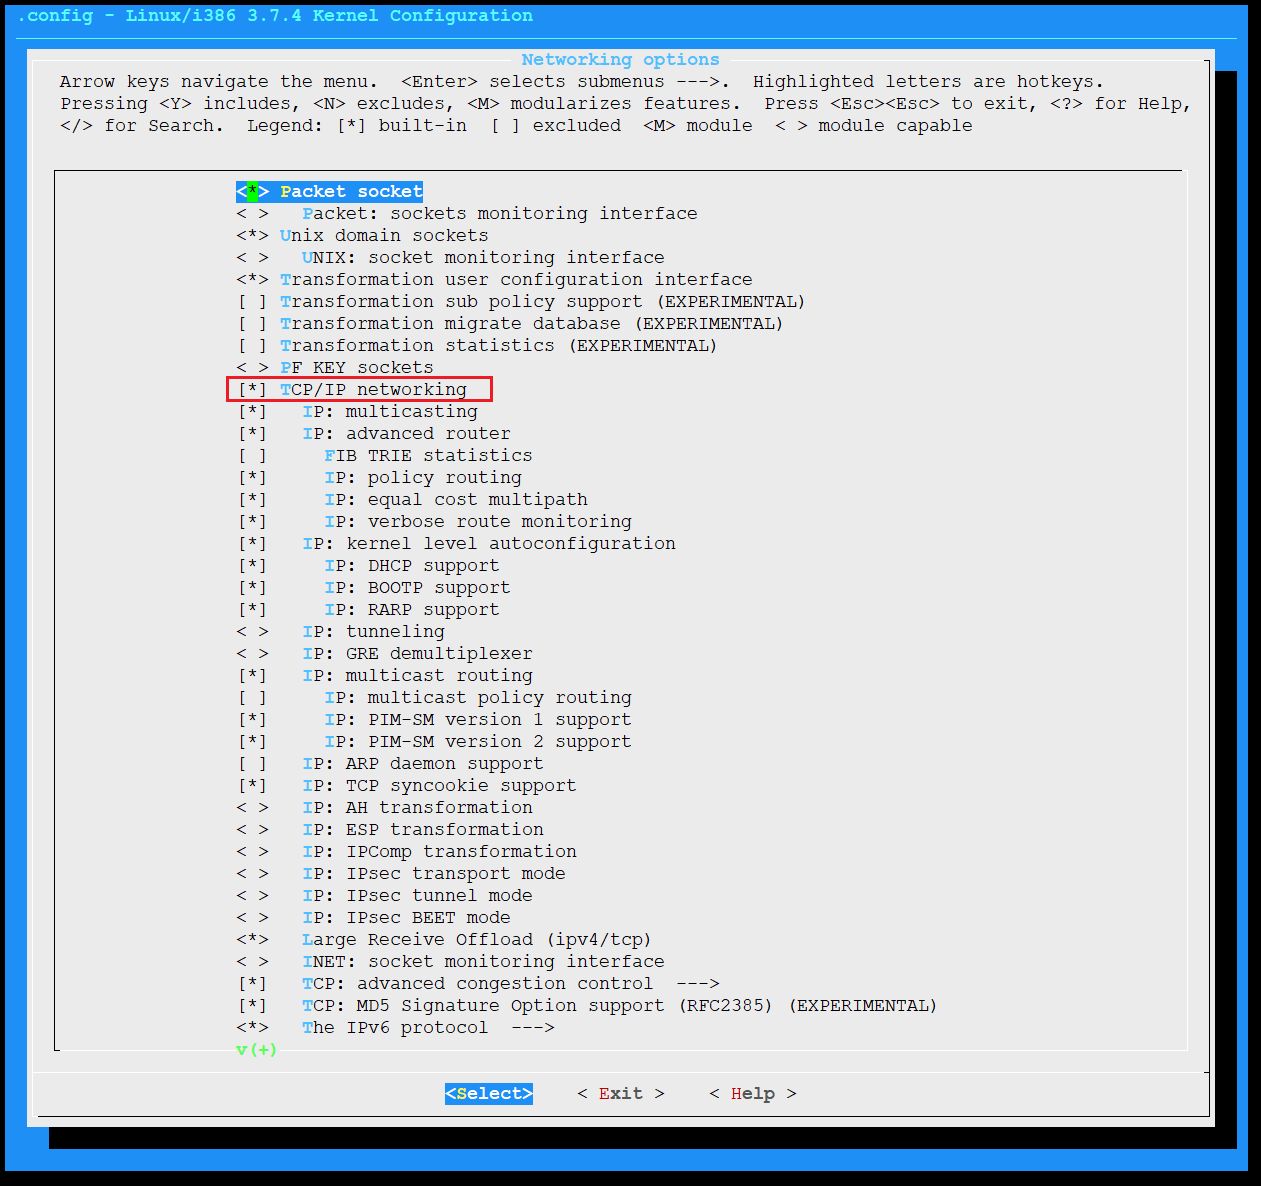 .config - Linux/i386 3.7.4 Kernel Configuration
Networking options
Arrow keys navigate the menu.  <Enter> selects submenus --->.  Highlighted letters are hotkeys.
Pressing <Y> includes, <N> excludes, <M> modularizes features.  Press <Esc><Esc> to exit, <?> for Help,
</> for Search.  Legend: [*] built-in  [ ] excluded  <M> module  < > module capable
<*> Packet socket
< >   Packet: sockets monitoring interface
<*> Unix domain sockets
< >   UNIX: socket monitoring interface
<*> Transformation user configuration interface
[ ] Transformation sub policy support (EXPERIMENTAL)
[ ] Transformation migrate database (EXPERIMENTAL)
[ ] Transformation statistics (EXPERIMENTAL)
< > PF KEY sockets
[*] TCP/IP networking
[*]   IP: multicasting
[*]   IP: advanced router
[ ]     FIB TRIE statistics
[*]     IP: policy routing
[*]     IP: equal cost multipath
[*]     IP: verbose route monitoring
[*]   IP: kernel level autoconfiguration
[*]     IP: DHCP support
[*]     IP: BOOTP support
[*]     IP: RARP support
< >   IP: tunneling
< >   IP: GRE demultiplexer
[*]   IP: multicast routing
[ ]     IP: multicast policy routing
[*]     IP: PIM-SM version 1 support
[*]     IP: PIM-SM version 2 support
[ ]   IP: ARP daemon support
[*]   IP: TCP syncookie support
< >   IP: AH transformation
< >   IP: ESP transformation
< >   IP: IPComp transformation
< >   IP: IPsec transport mode
< >   IP: IPsec tunnel mode
< >   IP: IPsec BEET mode
<*>   Large Receive Offload (ipv4/tcp)
< >   INET: socket monitoring interface
[*]   TCP: advanced congestion control  --->
[*]   TCP: MD5 Signature Option support (RFC2385) (EXPERIMENTAL)
<*>   The IPv6 protocol  --->
v(+)
<Select>    < Exit >    < Help >